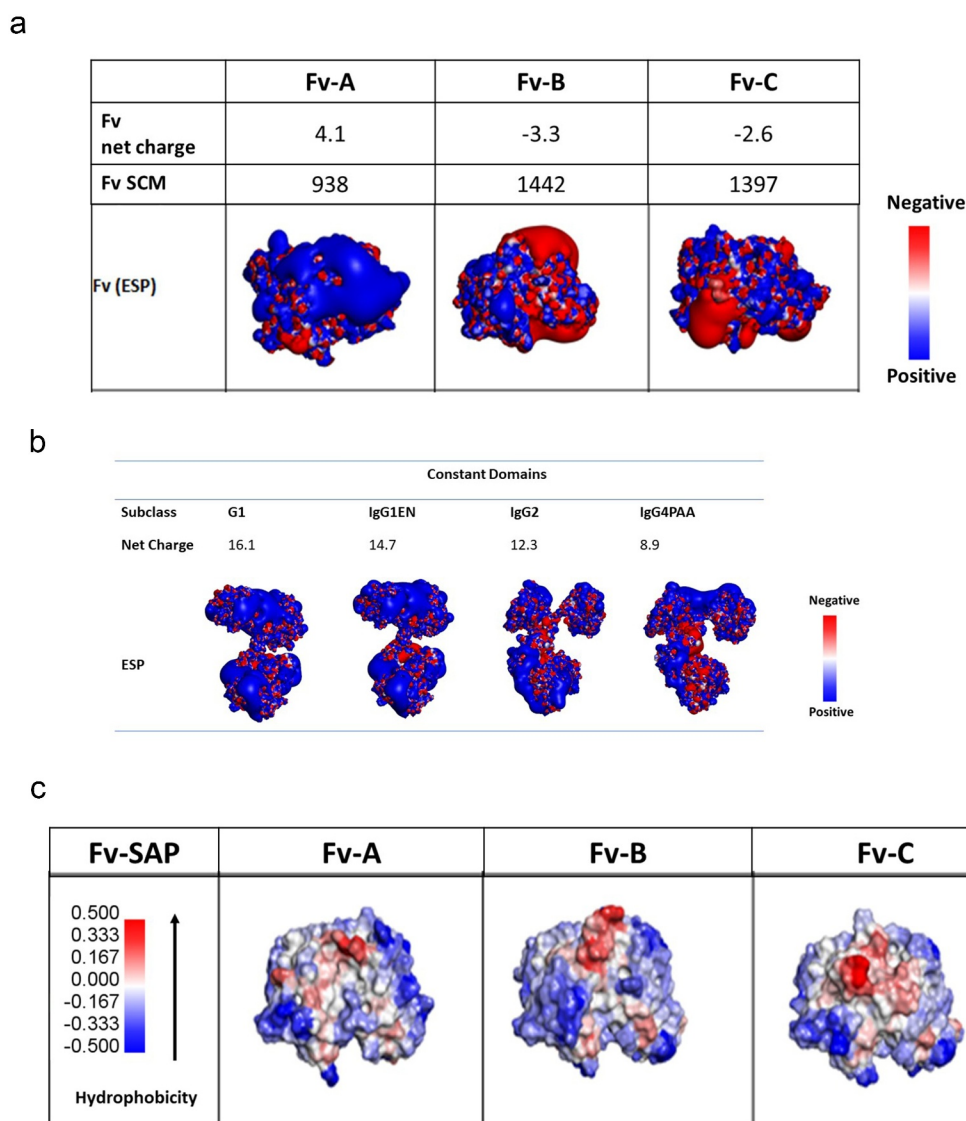 a
Fv-A Fv-B Fv-C
Fv
net charge 4.1 -3.3 -2.6
Fv SCM 938 1442 1397
Fv (ESP)
Negative
Positive
b
Constant Domains
Subclass G1 IgG1EN IgG2 IgG4PAA
Net Charge 16.1 14.7 12.3 8.9
ESP
Negative
Positive
c
Fv-SAP Fv-A Fv-B Fv-C
0.500
0.333
0.167
0.000
-0.167
-0.333
-0.500
Hydrophobicity